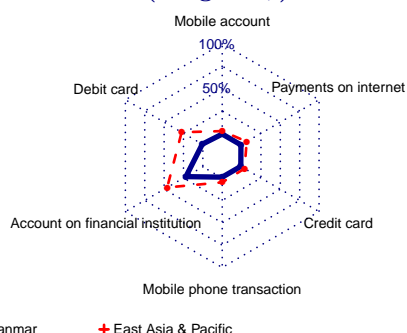 Mobile account
100%
Debit card
50%
Payments on internet
Account on financial institution
Credit card
Mobile phone transaction
East Asia & Pacific